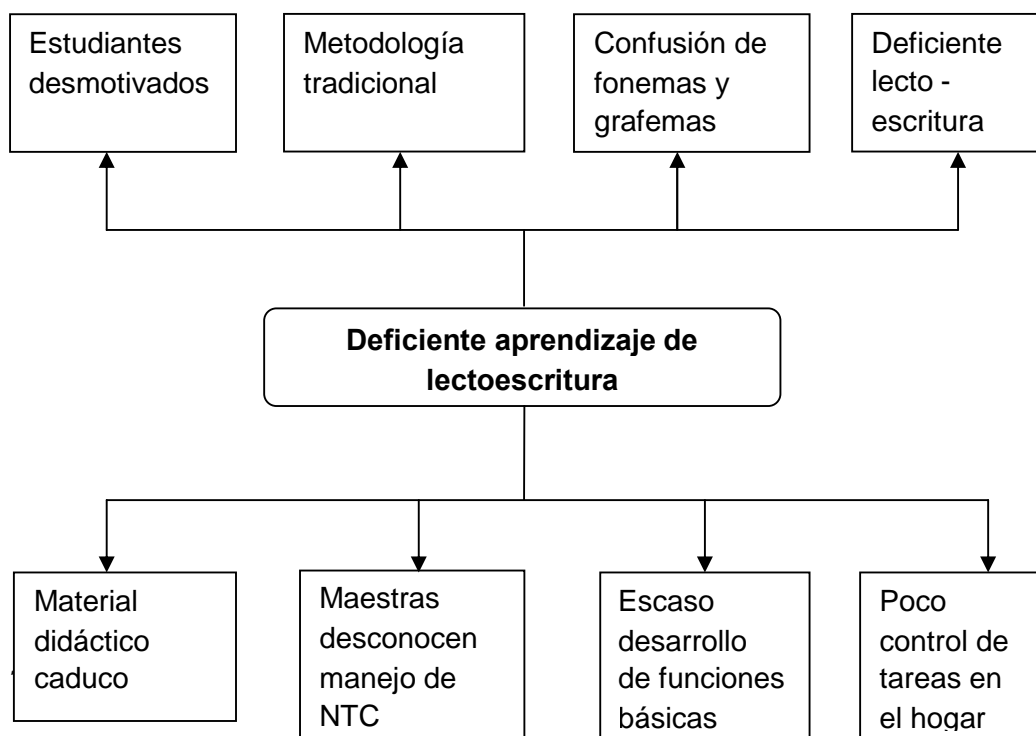 Estudiantes
desmotivados
Metodología
tradicional
Confusión de
fonemas y
grafemas
Deficiente
lecto -
escritura
Deficiente aprendizaje de
lectoescritura
Material
didáctico
caduco
Maestras
desconocen
manejo de
NTC
Escaso
desarrollo
de funciones
básicas
Poco
control de
tareas en
el hogar